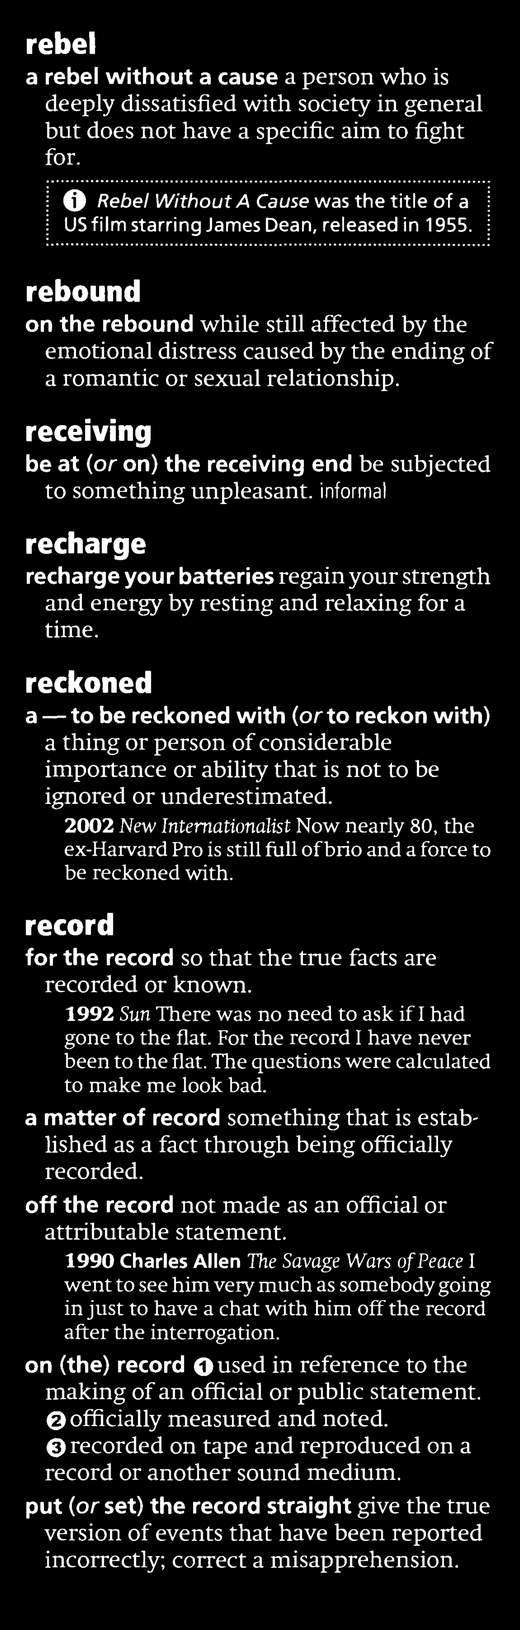 rebel
a rebel without a cause a person who is
deeply dissatisfied with society in general
but does not have a specific aim to fight
for.
i Rebel Without A Cause was the title of a
US film starring James Dean, released in 1955.
rebound
on the rebound while still affected by the
emotional distress caused by the ending of
a romantic or sexual relationship.
receiving
be at (or on) the receiving end be subjected
to something unpleasant. informal
recharge
recharge your batteries regain your strength
and energy by resting and relaxing for a
time.
reckoned
a — to be reckoned with (or to reckon with)
a thing or person of considerable
importance or ability that is not to be
ignored or underestimated.
2002 New Internationalist Now nearly 80, the
ex-Harvard Pro is still full of brio and a force to
be reckoned with.
record
for the record so that the true facts are
recorded or known.
1992 Sun There was no need to ask if I had
gone to the flat. For the record I have never
been to the flat. The questions were calculated
to make me look bad.
a matter of record something that is estab-
lished as a fact through being officially
recorded.
off the record not made as an official or
attributable statement.
1990 Charles Allen The Savage Wars of Peace I
went to see him very much as somebody going
in just to have a chat with him off the record
after the interrogation.
on (the) record ❶ used in reference to the
making of an official or public statement.
❷ officially measured and noted.
❸ recorded on tape and reproduced on a
record or another sound medium.
put (or set) the record straight give the true
version of events that have been reported
incorrectly; correct a misapprehension.